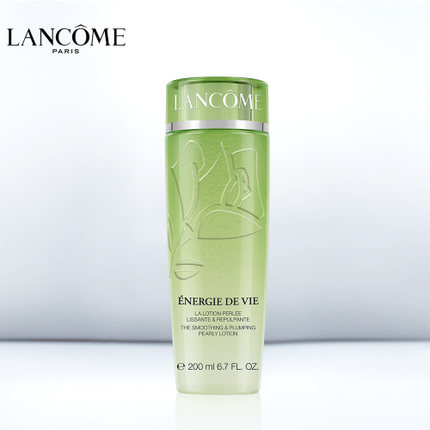 LANCÔME
PARIS
LANCÔME
ÉNERGIE DE VIE
LA LOTION PERLÉE
LISSANTE & REPULPANTE
THE SMOOTHING & PLUMPING
PEARLY LOTION
℮ 200 ml 6.7 FL. OZ.